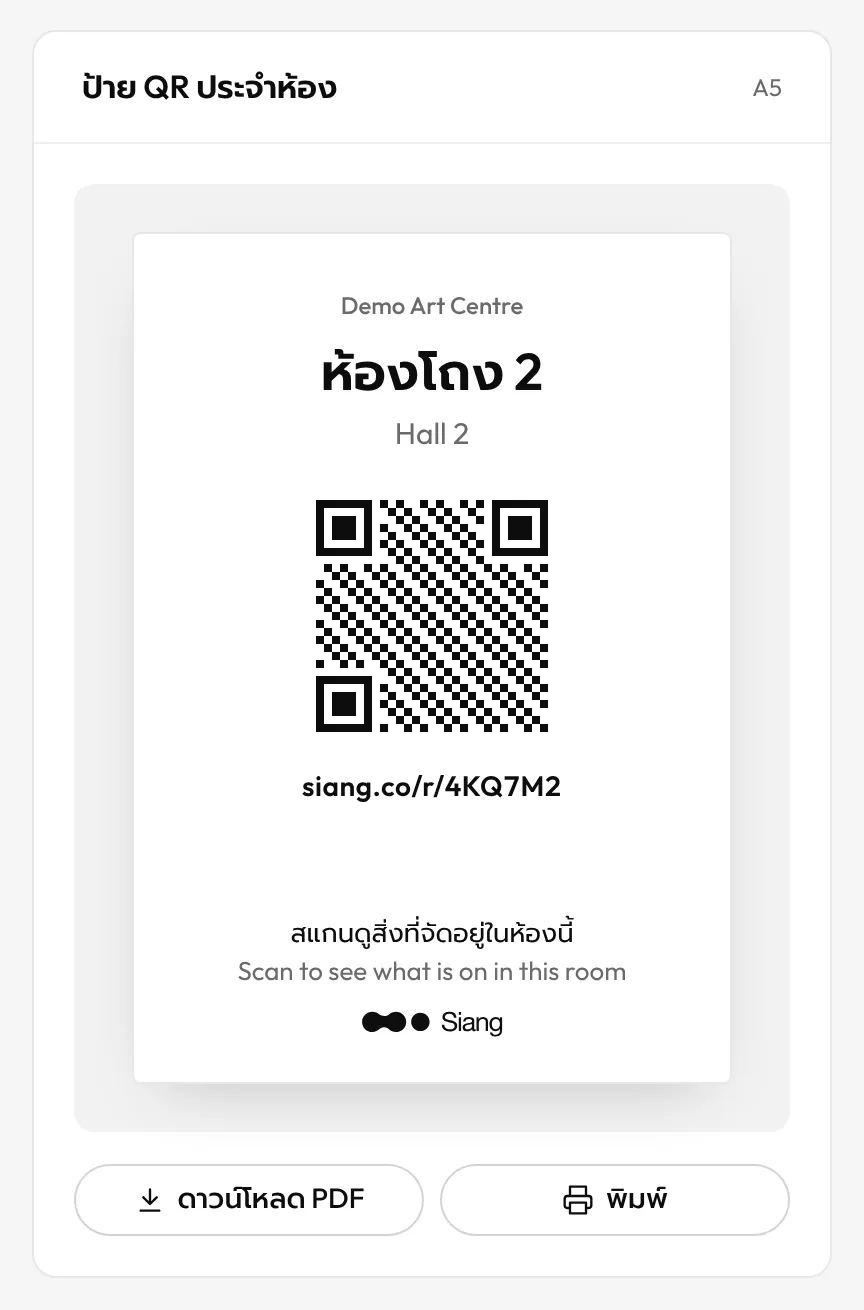 ป้าย QR ประจำห้อง
A5
Demo Art Centre
ห้องโถง 2
Hall 2
siang.co/r/4KQ7M2
สแกนดูสิ่งที่จัดอยู่ในห้องนี้
Scan to see what is on in this room
Siang
ดาวน์โหลด PDF
พิมพ์